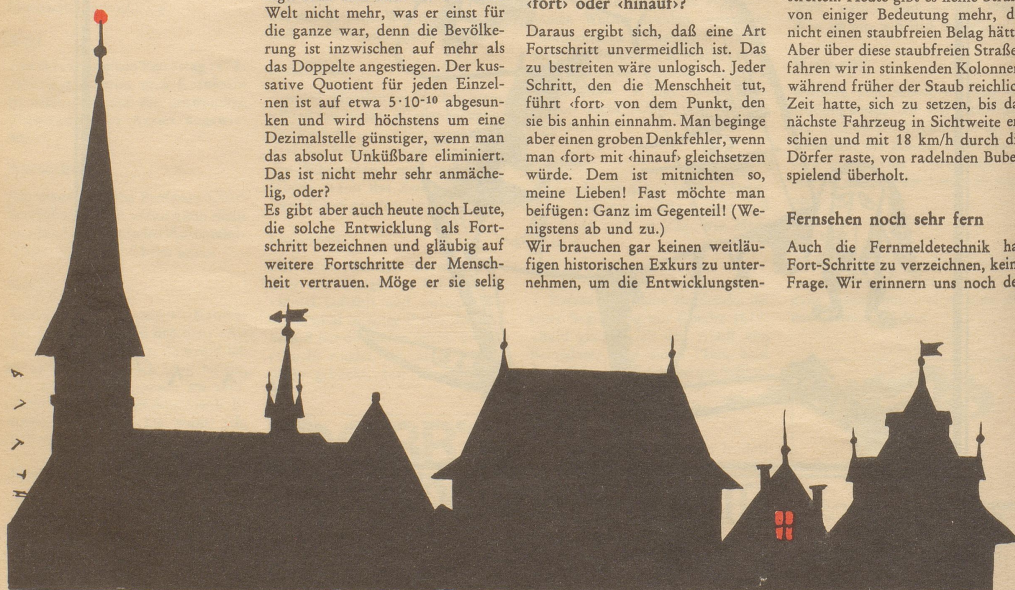 Welt nicht mehr, was er einst für
die ganze war, denn die Bevölke-
rung ist inzwischen auf mehr als
das Doppelte angestiegen. Der kus-
sative Quotient für jeden Einzel-
nen ist auf etwa 5·10⁻¹⁰ abgesun-
ken und wird höchstens um eine
Dezimalstelle günstiger, wenn man
das absolut Unküßbare eliminiert.
Das ist nicht mehr sehr anmäche-
lig, oder?
Es gibt aber auch heute noch Leute,
die solche Entwicklung als Fort-
schritt bezeichnen und gläubig auf
weitere Fortschritte der Mensch-
heit vertrauen. Möge er sie selig
‹fort› oder ‹hinauf›?
Daraus ergibt sich, daß eine Art
Fortschritt unvermeidlich ist. Das
zu bestreiten wäre unlogisch. Jeder
Schritt, den die Menschheit tut,
führt ‹fort› von dem Punkt, den
sie bis anhin einnahm. Man beginge
aber einen groben Denkfehler, wenn
man ‹fort› mit ‹hinauf› gleichsetzen
würde. Dem ist mitnichten so,
meine Lieben! Fast möchte man
beifügen: Ganz im Gegenteil! (We-
nigstens ab und zu.)
Wir brauchen gar keinen weitläu-
figen historischen Exkurs zu unter-
nehmen, um die Entwicklungsten-
von einiger Bedeutung mehr, d
nicht einen staubfreien Belag hätt
Aber über diese staubfreien Straße
fahren wir in stinkenden Kolonne
während früher der Staub reichlic
Zeit hatte, sich zu setzen, bis da
nächste Fahrzeug in Sichtweite er
schien und mit 18 km/h durch di
Dörfer raste, von radelnden Bube
spielend überholt.
Fernsehen noch sehr fern
Auch die Fernmeldetechnik ha
Fort-Schritte zu verzeichnen, kein
Frage. Wir erinnern uns noch de